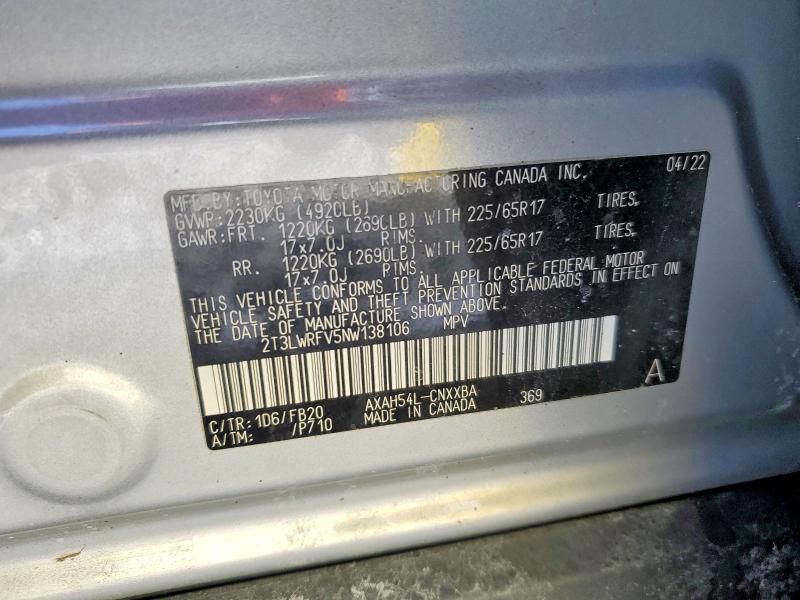 MFD.BY:TOYOTA MOTOR MANUFACTURING CANADA INC. 04/22
GVWR:2230KG (4920LB)
GAWR:FRT. 1220KG (2690LB) WITH 225/65R17 TIRES,
17x7.0J RIMS.
RR. 1220KG (2690LB) WITH 225/65R17 TIRES,
17x7.0J RIMS.
THIS VEHICLE CONFORMS TO ALL APPLICABLE FEDERAL MOTOR
VEHICLE SAFETY AND THEFT PREVENTION STANDARDS IN EFFECT ON
THE DATE OF MANUFACTURE SHOWN ABOVE.
2T3LWRFV5NW138106 MPV
C/TR: 1D6/FB20 AXAH54L-CNXXBA 369 A
A/TM: /P710 MADE IN CANADA